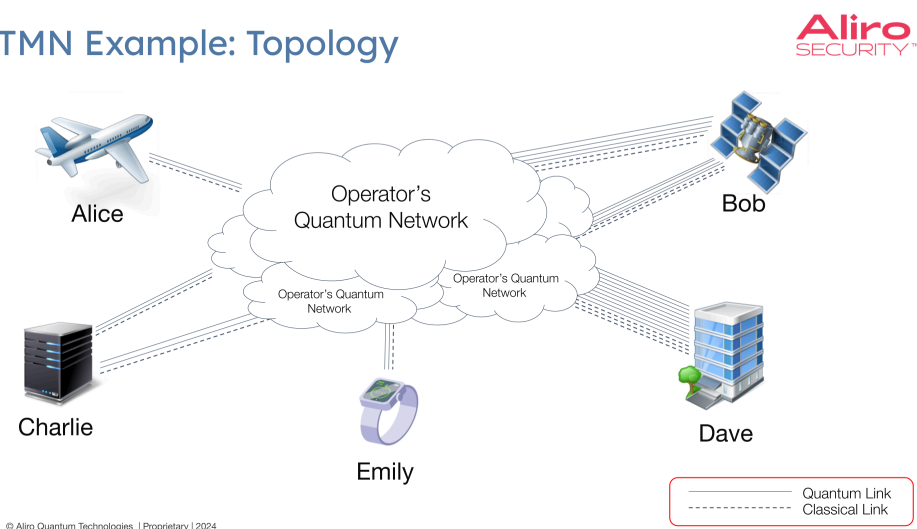 TMN Example: Topology
Aliro
SECURITY™
Alice
Operator's
Quantum Network
Bob
Operator's Quantum
Network
Operator's Quantum
Network
Charlie
Emily
Dave
Quantum Link
Classical Link
© Aliro Quantum Technologies | Proprietary | 2024